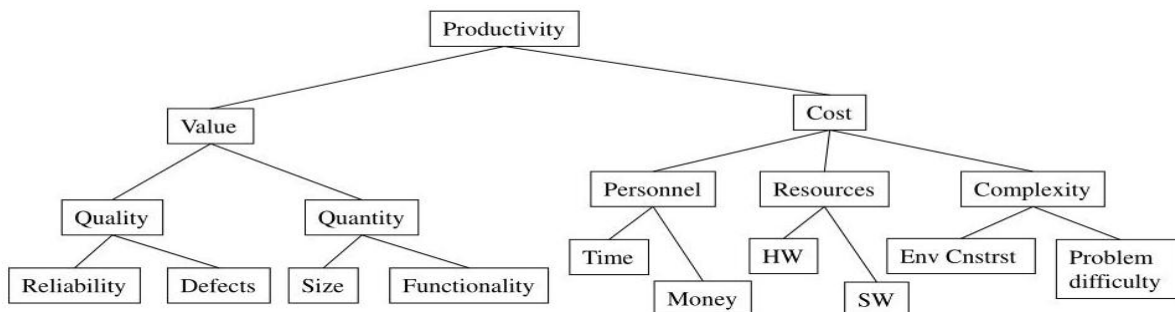 Productivity
Value
Cost
Quality
Quantity
Personnel
Resources
Complexity
Reliability
Defects
Size
Functionality
Time
Money
HW
SW
Env Cnstrst
Problem
difficulty